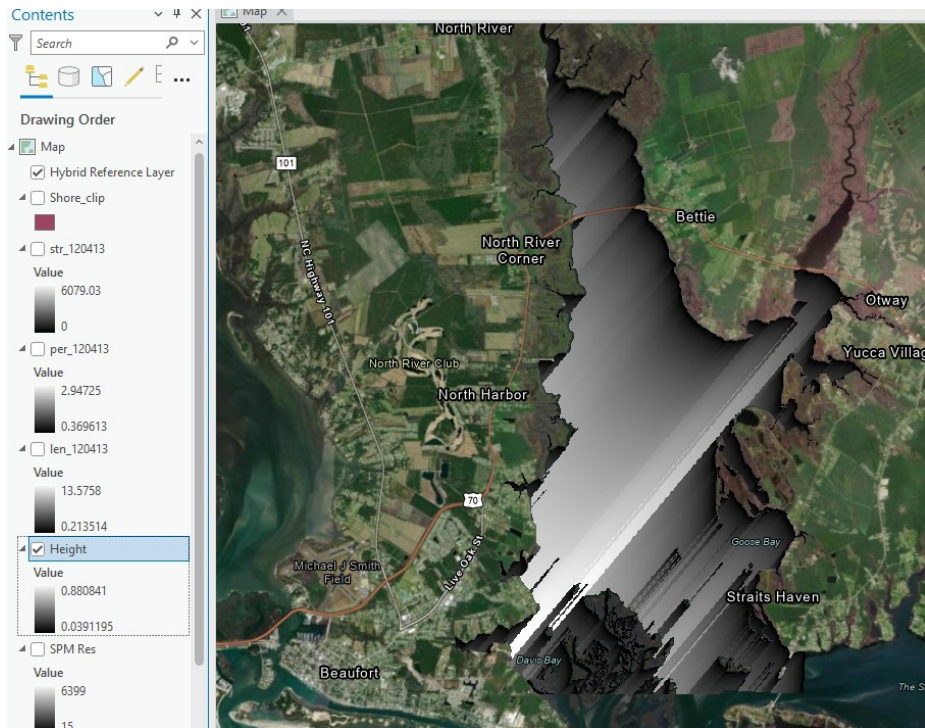 Contents
Search
Drawing Order
Map
Hybrid Reference Layer
Shore_clip
str_120413
Value
6079.03
0
per_120413
Value
2.94725
0.369613
len_120413
Value
13.5758
0.213514
Height
Value
0.880841
0.0391195
SPM Res
Value
6399
15
Map
North River
101
NC Highway 101
Bettie
North River
Corner
Otway
Yucca Villag
North River Club
North Harbor
70
Goose Bay
Michael J Smith
Field
Live Oak St
Straits Haven
Davis Bay
Beaufort
The S